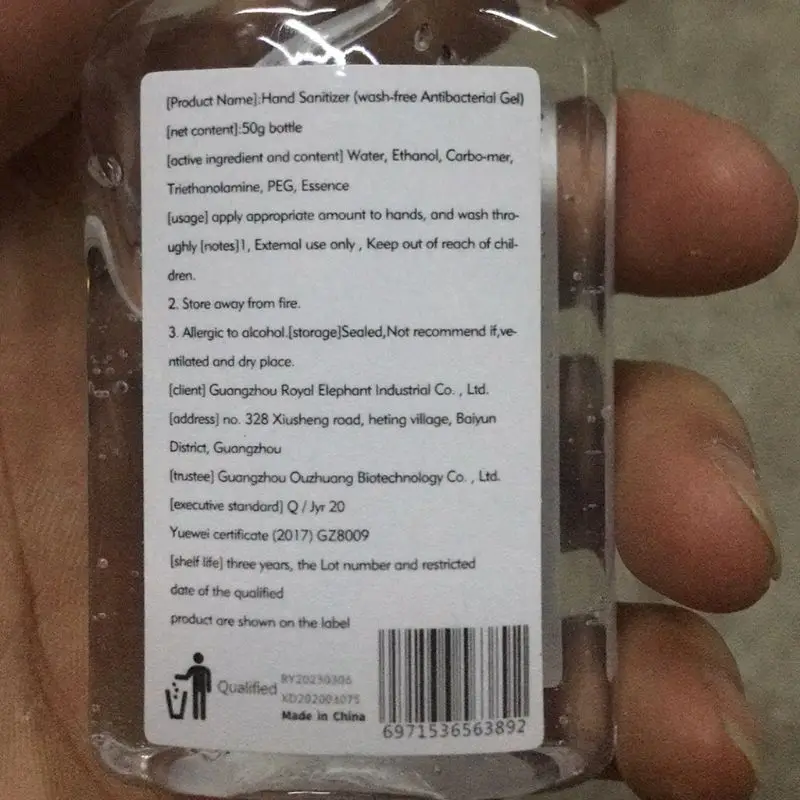 [Product Name]:Hand Sanitizer (wash-free Antibacterial Gel)
[net content]:50g bottle
[active ingredient and content] Water, Ethanol, Carbo-mer,
Triethanolamine, PEG, Essence
[usage] apply appropriate amount to hands, and wash thro-
ughly [notes]1, External use only , Keep out of reach of chil-
dren.
2. Store away from fire.
3. Allergic to alcohol.[storage]Sealed,Not recommend if,ve-
ntilated and dry place.
[client] Guangzhou Royal Elephant Industrial Co. , Ltd.
[address] no. 328 Xiusheng road, heting village, Baiyun
District, Guangzhou
[trustee] Guangzhou Ouzhuang Biotechnology Co. , Ltd.
[executive standard] Q / Jyr 20
Yuewei certificate (2017) GZ8009
[shelf life] three years, the Lot number and restricted
date of the qualified
product are shown on the label
Qualified
RY20230306
Made in China
6971536563892